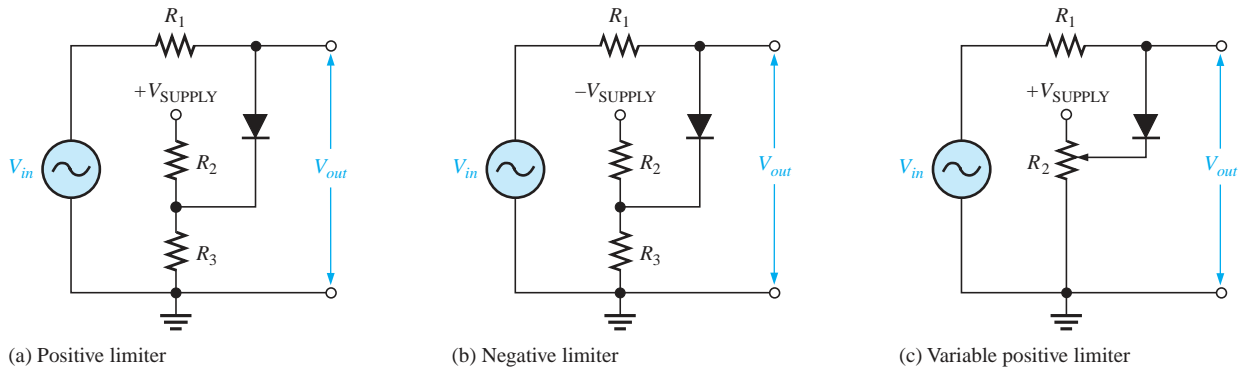 R1
+VSUPPLY
Vin
R2
Vout
R3
(a) Positive limiter
R1
–VSUPPLY
Vin
R2
Vout
R3
(b) Negative limiter
R1
+VSUPPLY
Vin
R2
Vout
(c) Variable positive limiter